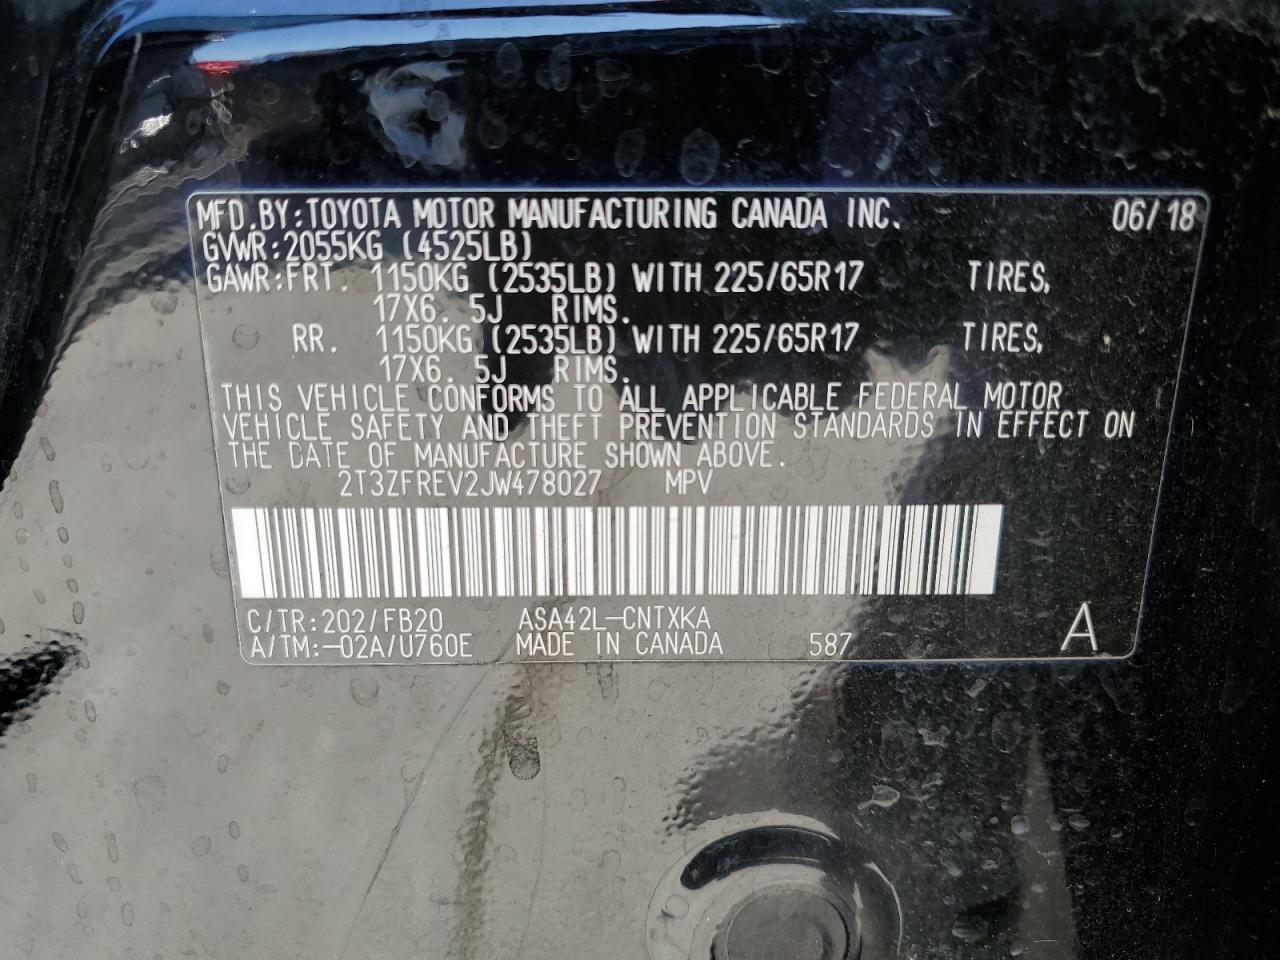 MFD.BY:TOYOTA MOTOR MANUFACTURING CANADA INC. 06/18
GVWR:2055KG (4525LB)
GAWR:FRT. 1150KG (2535LB) WITH 225/65R17 TIRES,
17X6. 5J RIMS.
RR. 1150KG (2535LB) WITH 225/65R17 TIRES,
17X6. 5J RIMS.
THIS VEHICLE CONFORMS TO ALL APPLICABLE FEDERAL MOTOR
VEHICLE SAFETY AND THEFT PREVENTION STANDARDS IN EFFECT ON
THE DATE OF MANUFACTURE SHOWN ABOVE.
2T3ZFREV2JW478027 MPV
C/TR:202/FB20 ASA42L-CNTXKA
A/TM:-02A/U760E MADE IN CANADA 587 A